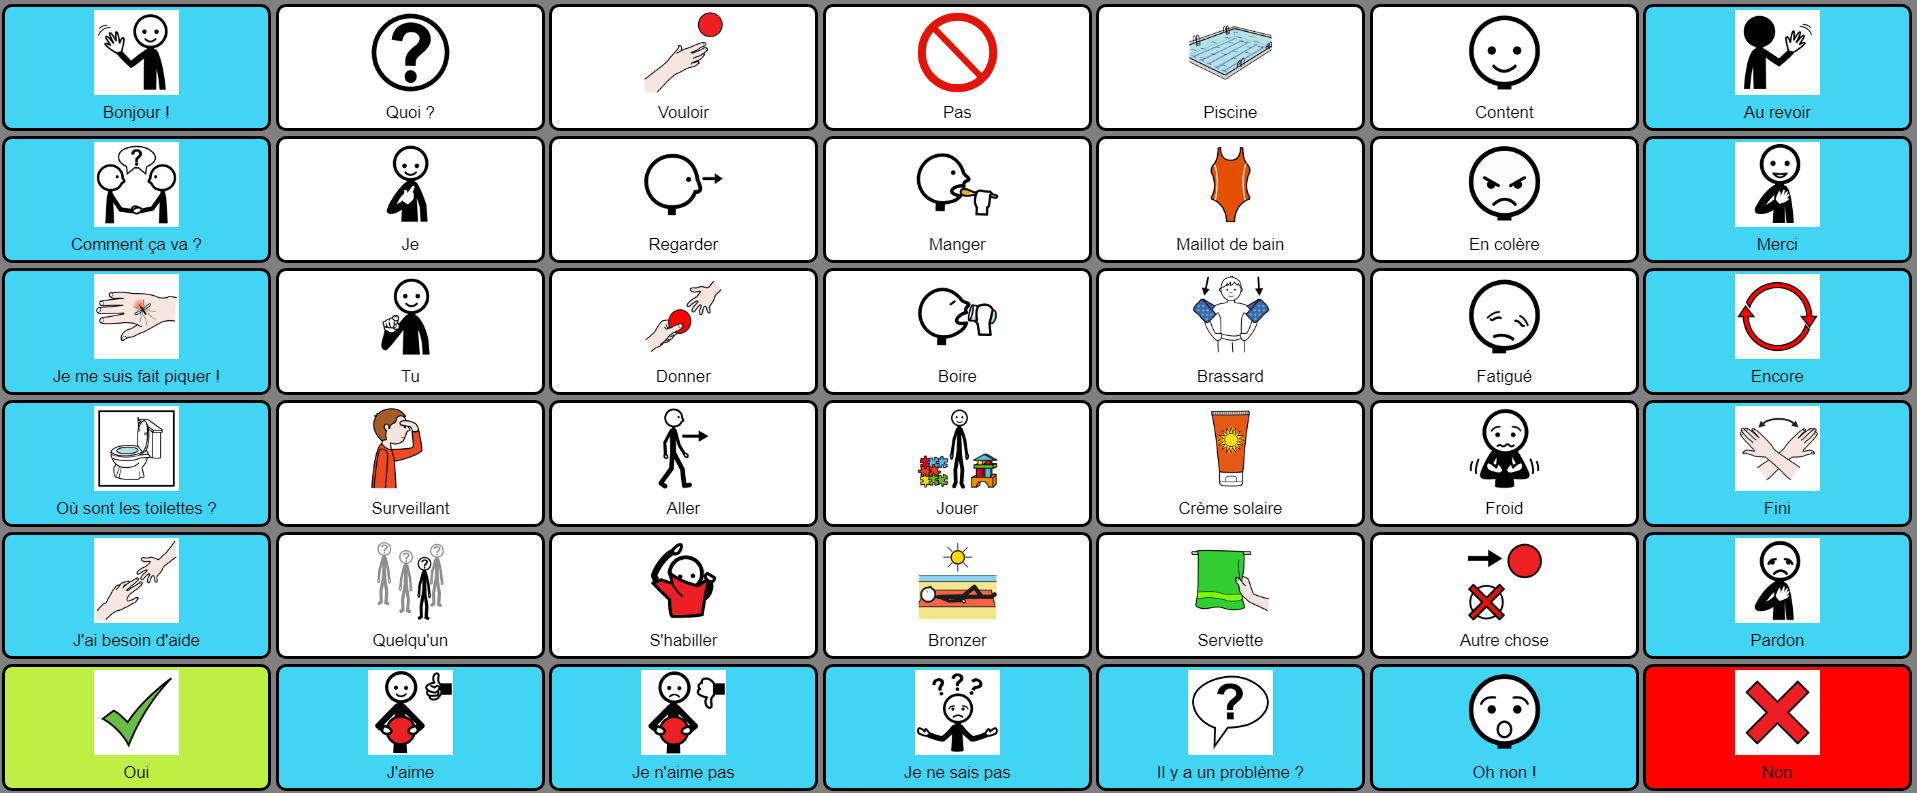 Bonjour !
Quoi ?
Vouloir
Pas
Piscine
Content
Au revoir
Comment ça va ?
Je
Regarder
Manger
Maillot de bain
En colère
Merci
Je me suis fait piquer !
Tu
Donner
Boire
Brassard
Fatigué
Encore
Où sont les toilettes ?
Surveillant
Aller
Jouer
Crème solaire
Froid
Fini
J'ai besoin d'aide
Quelqu'un
S'habiller
Bronzer
Serviette
Autre chose
Pardon
Oui
J'aime
Je n'aime pas
Je ne sais pas
Il y a un problème ?
Oh non !
Non